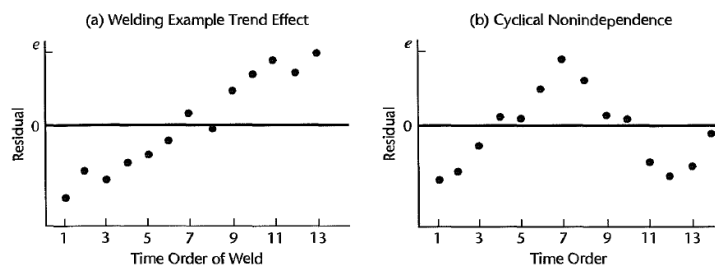 (a) Welding Example Trend Effect
e
Residual
0
1 3 5 7 9 11 13
Time Order of Weld
(b) Cyclical Nonindependence
e
Residual
0
1 3 5 7 9 11 13
Time Order